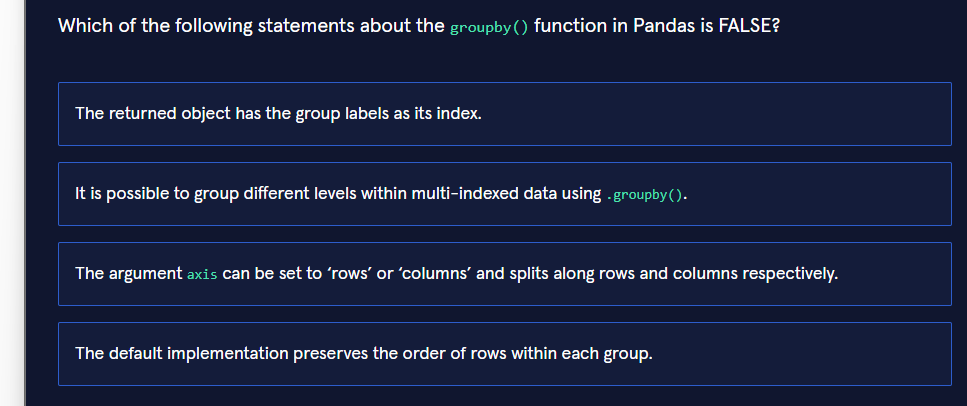 Which of the following statements about the groupby() function in Pandas is FALSE?
The returned object has the group labels as its index.
It is possible to group different levels within multi-indexed data using .groupby().
The argument axis can be set to ‘rows’ or ‘columns’ and splits along rows and columns respectively.
The default implementation preserves the order of rows within each group.